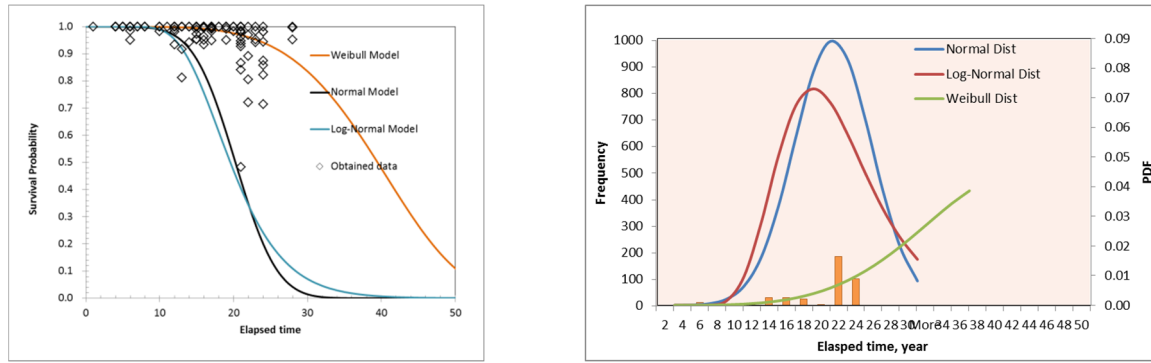 1.0
0.9
0.8
0.7
0.6
0.5
0.4
0.3
0.2
0.1
0.0
Survival Probability
0 10 20 30 40 50
Elapsed time
Weibull Model
Normal Model
Log-Normal Model
Obtained data
1000
900
800
700
600
500
400
300
200
100
0
Frequency
Normal Dist
Log-Normal Dist
Weibull Dist
0.09
0.08
0.07
0.06
0.05
0.04
0.03
0.02
0.01
0.00
PDF
2 4 6 8 10 12 14 16 18 20 22 24 26 28 30 More 34 36 38 40 42 44 46 48 50
Elasped time, year